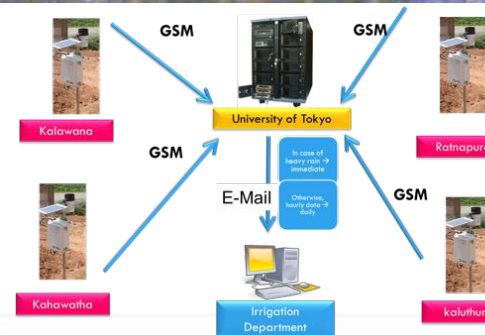 GSM
GSM
University of Tokyo
Kalawana
Ratnapura
In case of
heavy rain →
immediate
GSM
E-Mail
Otherwise,
hourly data →
daily
GSM
Kahawatha
Irrigation
Department
kaluthur